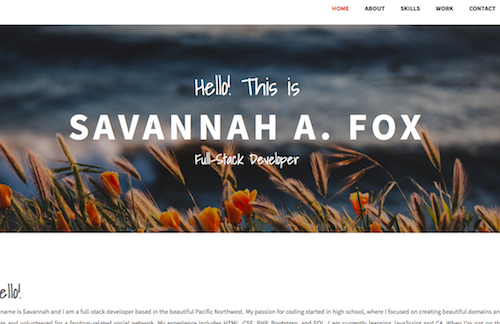 HOME ABOUT SKILLS WORK CONTACT
Hello! This is
SAVANNAH A. FOX
Full-Stack Developer
ello!
name is Savannah and I am a full-stack developer based in the beautiful Pacific Northwest. My passion for coding started in high school, where I focused on creating beautiful domains
and volunteered for a fandom-related social network. My experience includes HTML, CSS, PHP, Bootstrap, and SQL. I am currently learning JavaScript and C#. When I'm not on